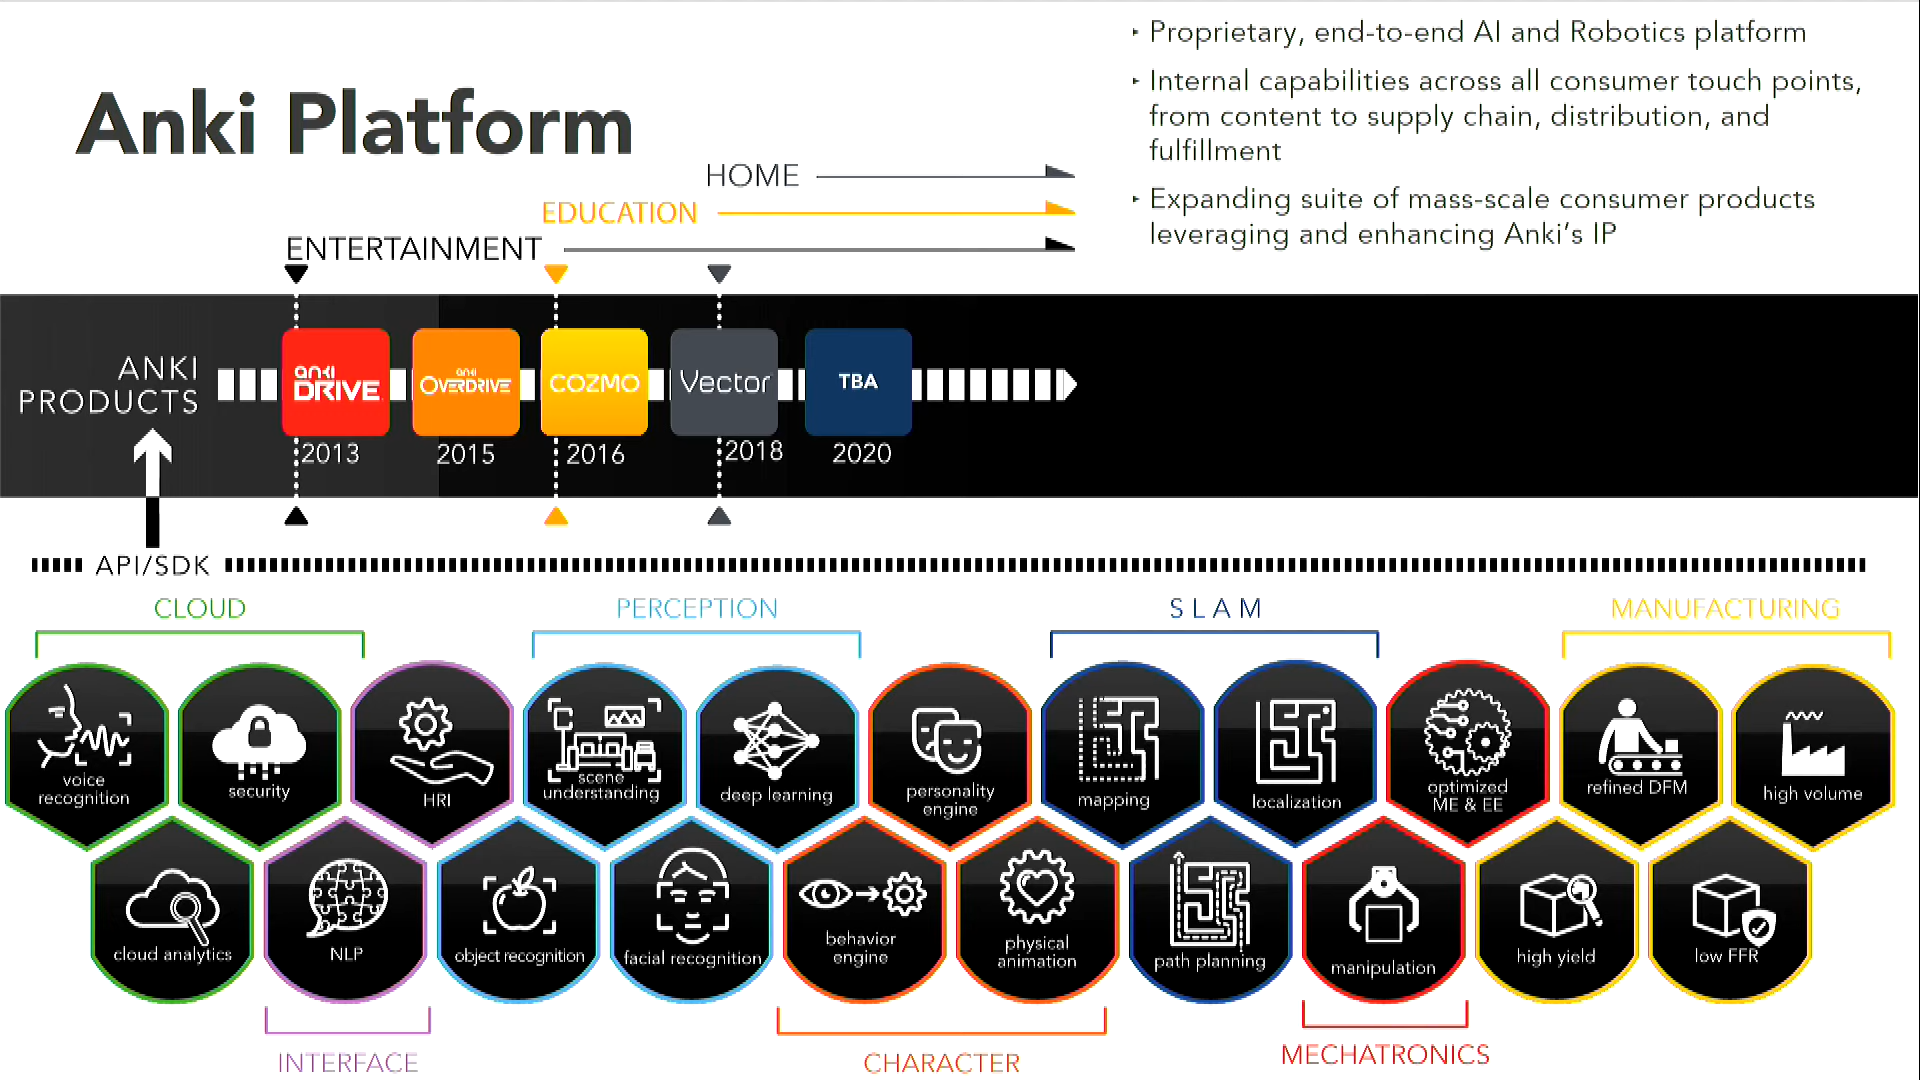 Anki Platform
‣ Proprietary, end-to-end AI and Robotics platform
‣ Internal capabilities across all consumer touch points,
from content to supply chain, distribution, and
fulfillment
‣ Expanding suite of mass-scale consumer products
leveraging and enhancing Anki's IP
HOME
EDUCATION
ENTERTAINMENT
ANKI
PRODUCTS
anki
DRIVE
anki
OVERDRIVE
COZMO
Vector
TBA
2013
2015
2016
2018
2020
API/SDK
CLOUD
PERCEPTION
SLAM
MANUFACTURING
voice
recognition
security
HRI
scene
understanding
deep learning
personality
engine
mapping
localization
optimized
ME & EE
refined DFM
high volume
cloud analytics
NLP
object recognition
facial recognition
behavior
engine
physical
animation
path planning
manipulation
high yield
low FFR
INTERFACE
CHARACTER
MECHATRONICS